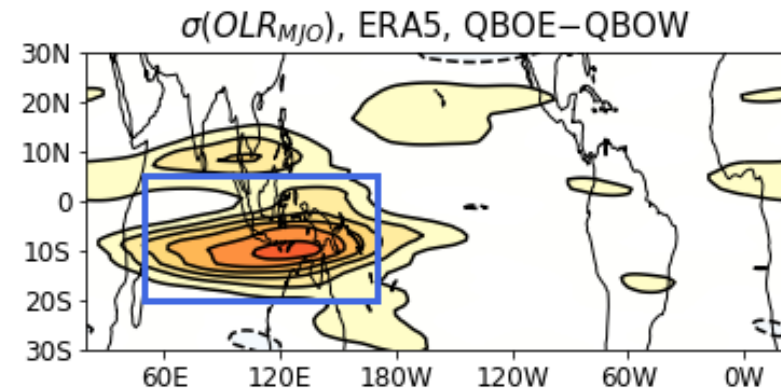 σ(OLR_MJO), ERA5, QBOE−QBOW
30N
20N
10N
0
10S
20S
30S
60E 120E 180W 120W 60W 0W